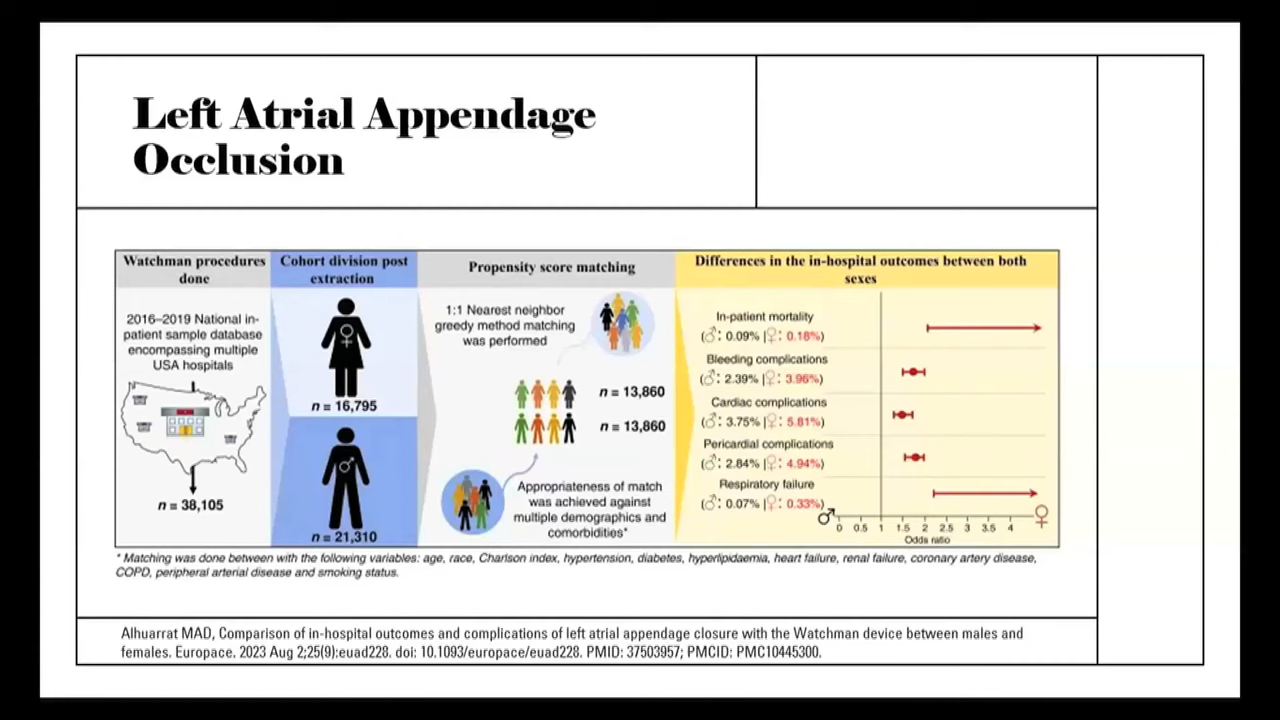 Left Atrial Appendage
Occlusion
Watchman procedures
done
Cohort division post
extraction
Propensity score matching
Differences in the in-hospital outcomes between both
sexes
2016–2019 National in-
patient sample database
encompassing multiple
USA hospitals
n = 38,105
n = 16,795
n = 21,310
1:1 Nearest neighbor
greedy method matching
was performed
n = 13,860
n = 13,860
Appropriateness of match
was achieved against
multiple demographics and
comorbidities*
In-patient mortality
(♂: 0.09% |♀: 0.18%)
Bleeding complications
(♂: 2.39% |♀: 3.96%)
Cardiac complications
(♂: 3.75% |♀: 5.81%)
Pericardial complications
(♂: 2.84% |♀: 4.94%)
Respiratory failure
(♂: 0.07% |♀: 0.33%)
♂ 0 0.5 1 1.5 2 2.5 3 3.5 4 ♀
Odds ratio
* Matching was done between with the following variables: age, race, Charlson index, hypertension, diabetes, hyperlipidaemia, heart failure, renal failure, coronary artery disease,
COPD, peripheral arterial disease and smoking status.
Alhuarrat MAD, Comparison of in-hospital outcomes and complications of left atrial appendage closure with the Watchman device between males and
females. Europace. 2023 Aug 2;25(9):euad228. doi: 10.1093/europace/euad228. PMID: 37503957; PMCID: PMC10445300.